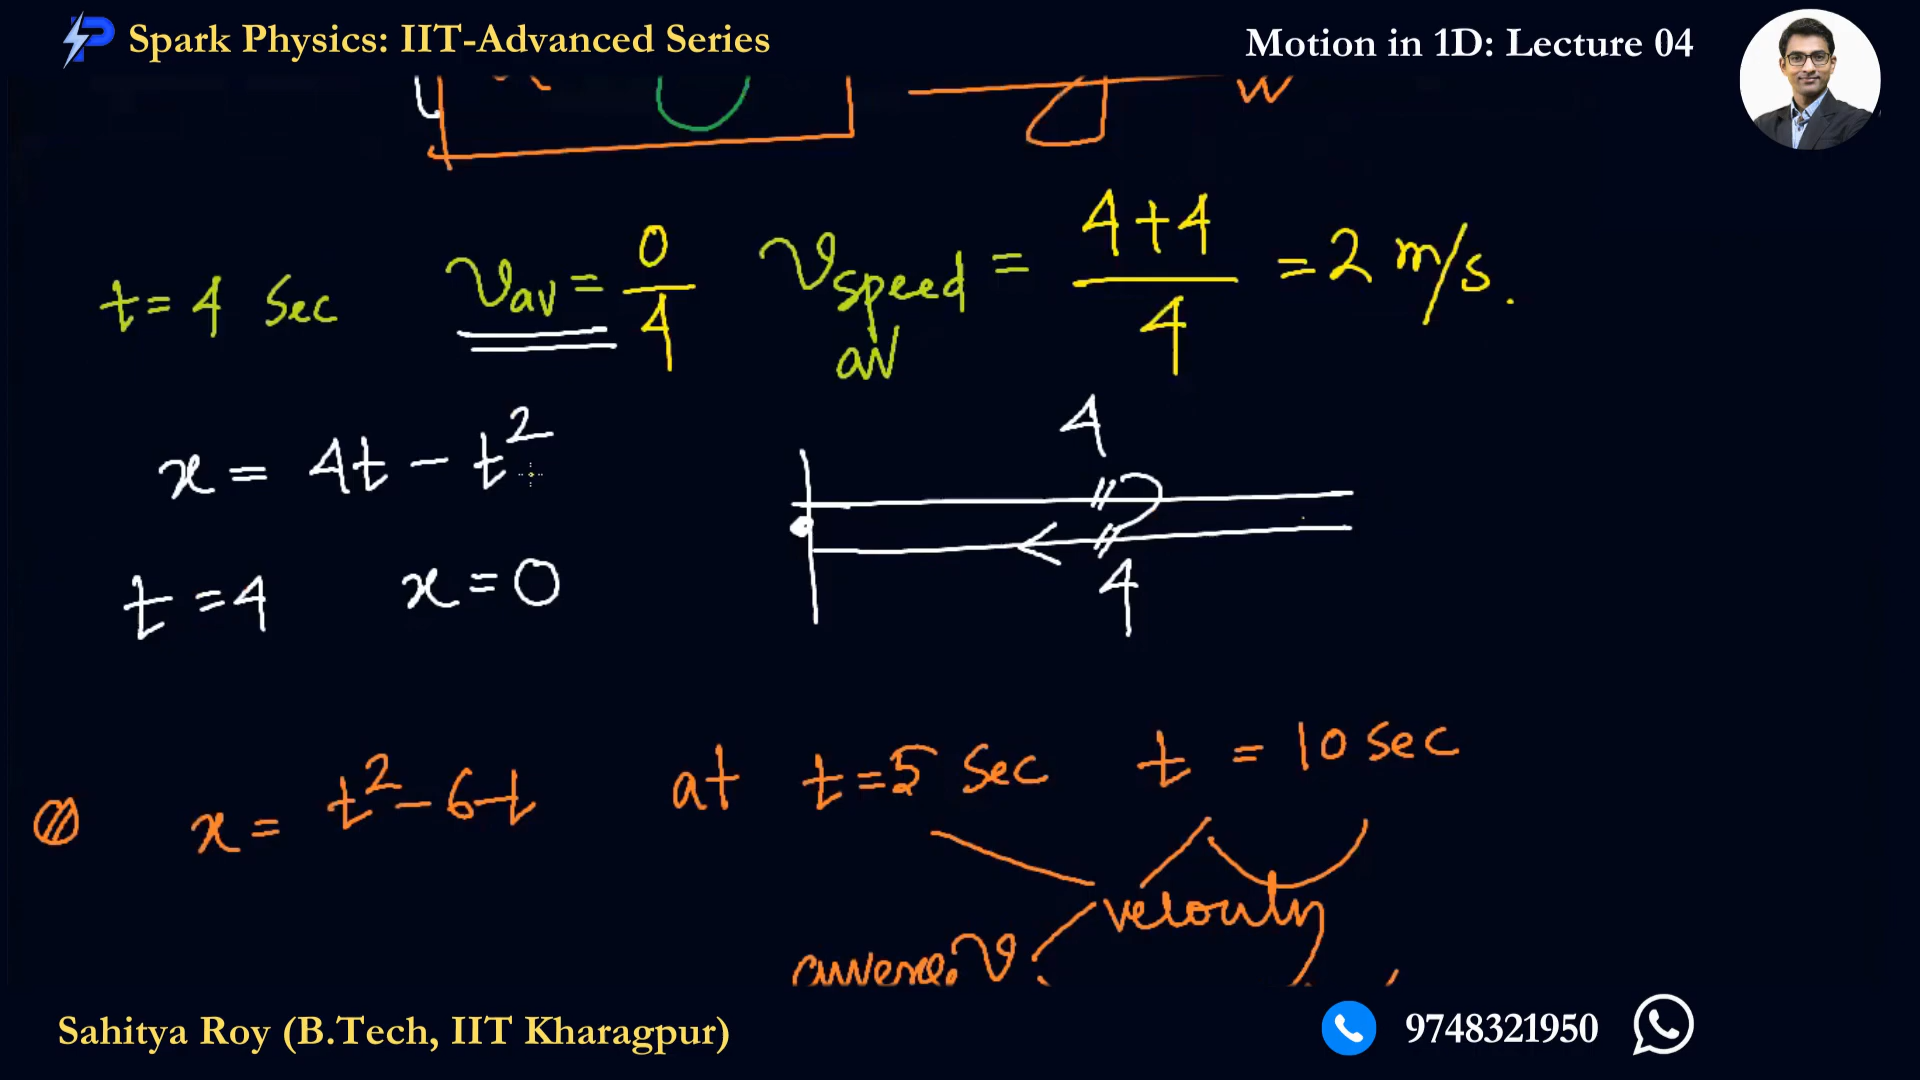 Spark Physics: IIT-Advanced Series
Motion in 1D: Lecture 04
t = 4 Sec v_av = 0/4 v_speed av = (4+4)/4 = 2 m/s.
x = 4t - t²
4
t = 4 x = 0
4
x = t² - 6t at t = 5 Sec t = 10 sec
velocity
v
Sahitya Roy (B.Tech, IIT Kharagpur)
9748321950